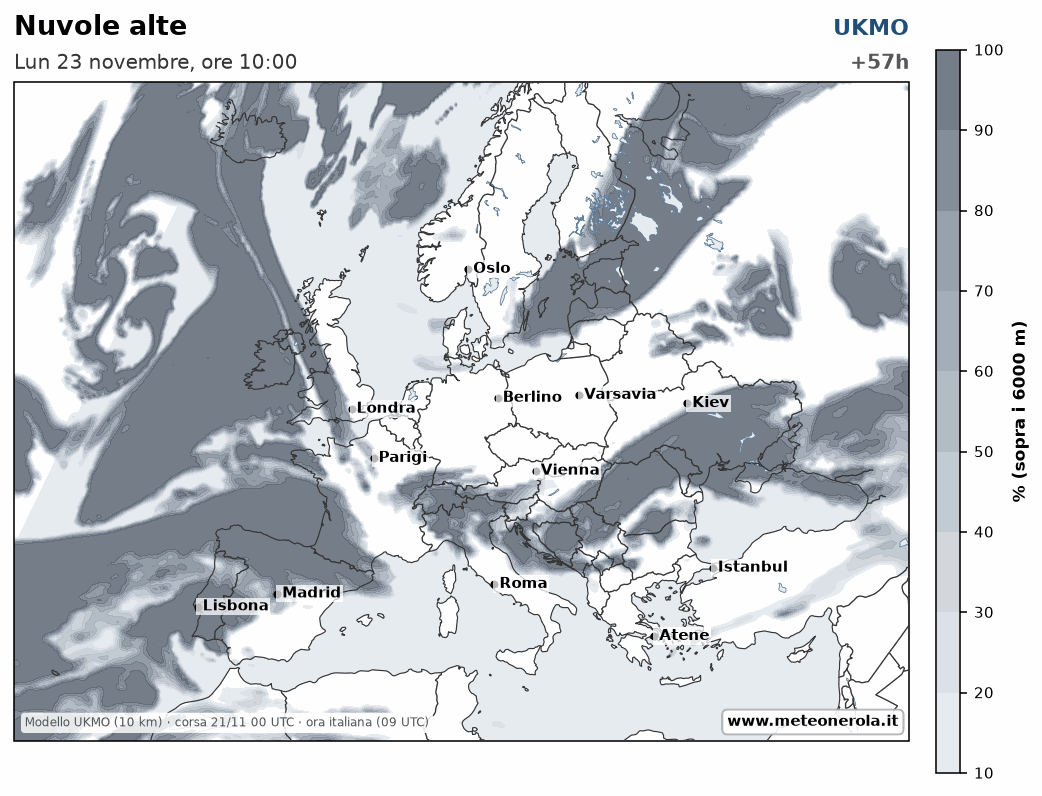 Nuvole alte
UKMO
Lun 23 novembre, ore 10:00
+57h
100
90
80
70
60
50
40
30
20
10
% (sopra i 6000 m)
Oslo
Londra
Berlino
Varsavia
Kiev
Parigi
Vienna
Istanbul
Roma
Madrid
Lisbona
Atene
Modello UKMO (10 km) · corsa 21/11 00 UTC · ora italiana (09 UTC)
www.meteonerola.it